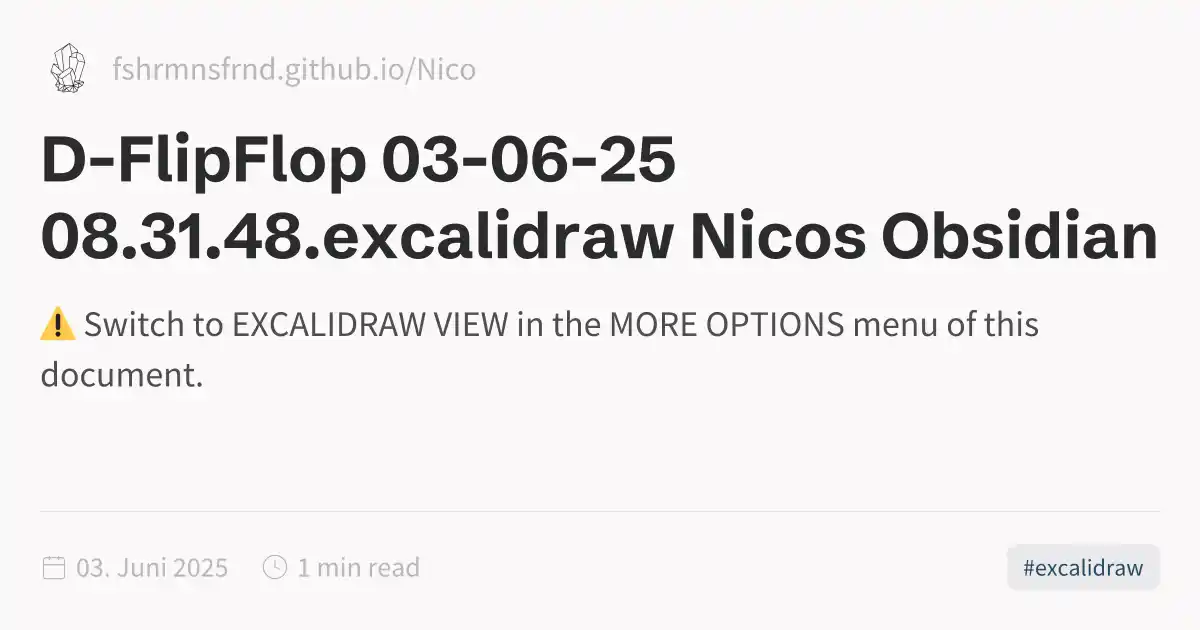 fshrmnsfrnd.github.io/Nico
D-FlipFlop 03-06-25
08.31.48.excalidraw Nicos Obsidian
⚠️ Switch to EXCALIDRAW VIEW in the MORE OPTIONS menu of this
document.
03. Juni 2025 1 min read
#excalidraw